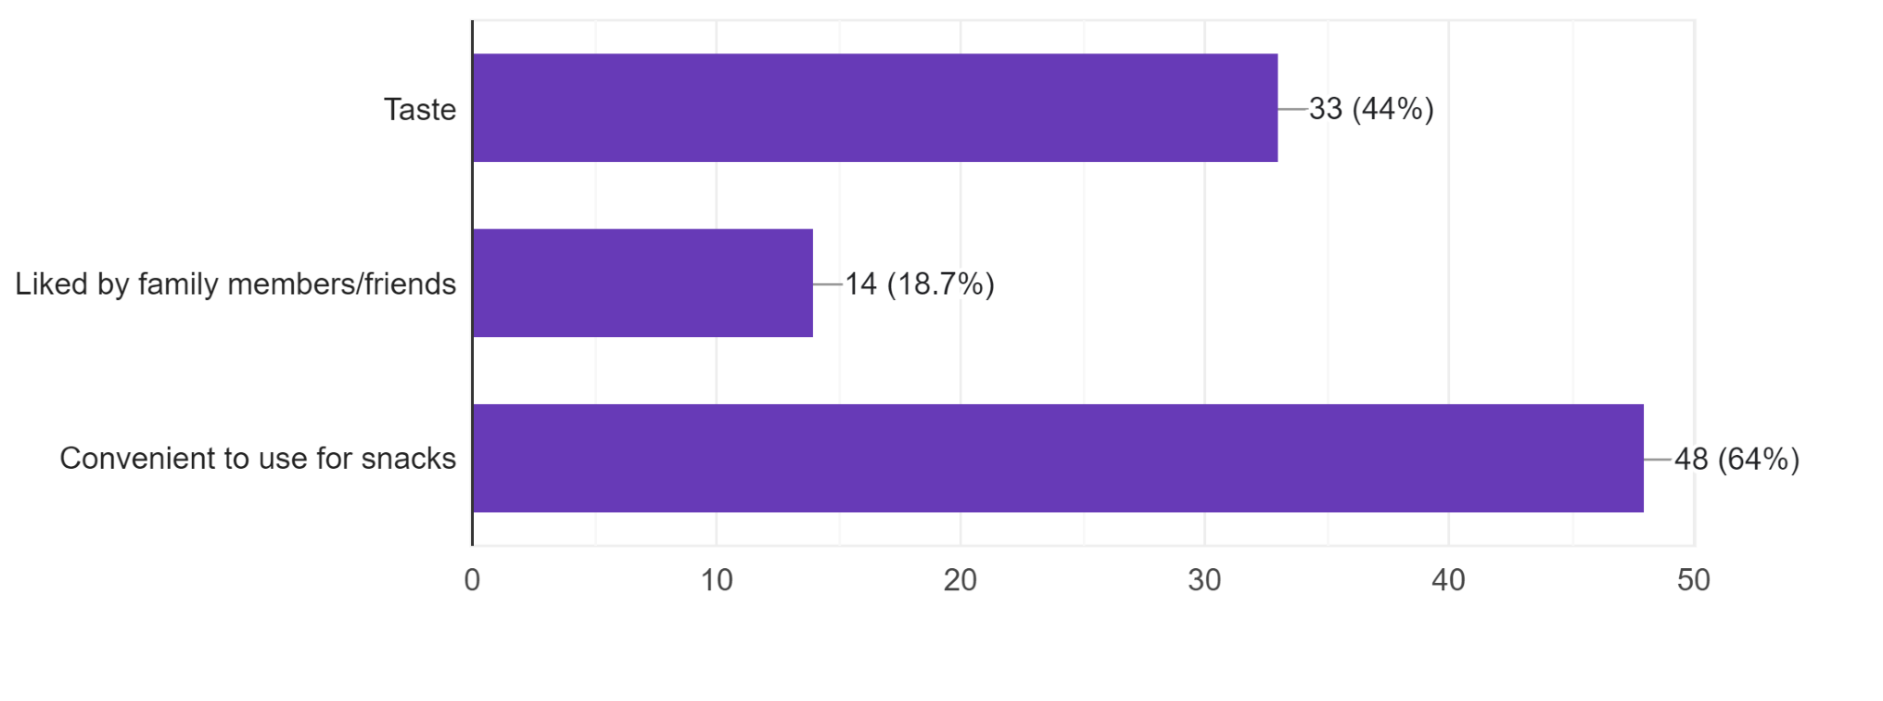 Taste
33 (44%)
Liked by family members/friends
14 (18.7%)
Convenient to use for snacks
48 (64%)
0 10 20 30 40 50